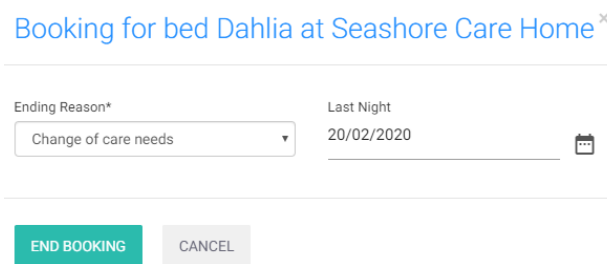 Booking for bed Dahlia at Seashore Care Home ×
Ending Reason* Last Night
Change of care needs 20/02/2020
END BOOKING CANCEL